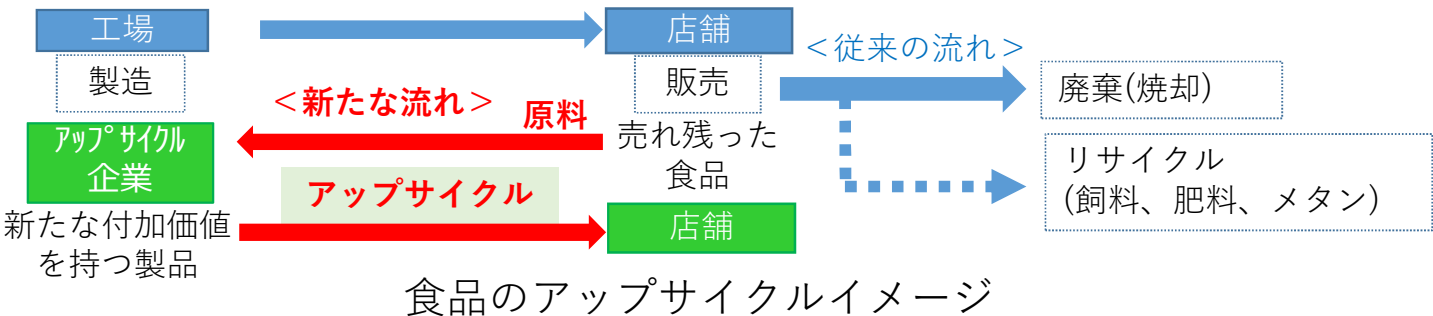 工場
店舗
<従来の流れ>
製造
販売
廃棄(焼却)
<新たな流れ>
原料
アップサイクル
企業
売れ残った
食品
リサイクル
(飼料、肥料、メタン)
アップサイクル
店舗
新たな付加価値
を持つ製品
食品のアップサイクルイメージ